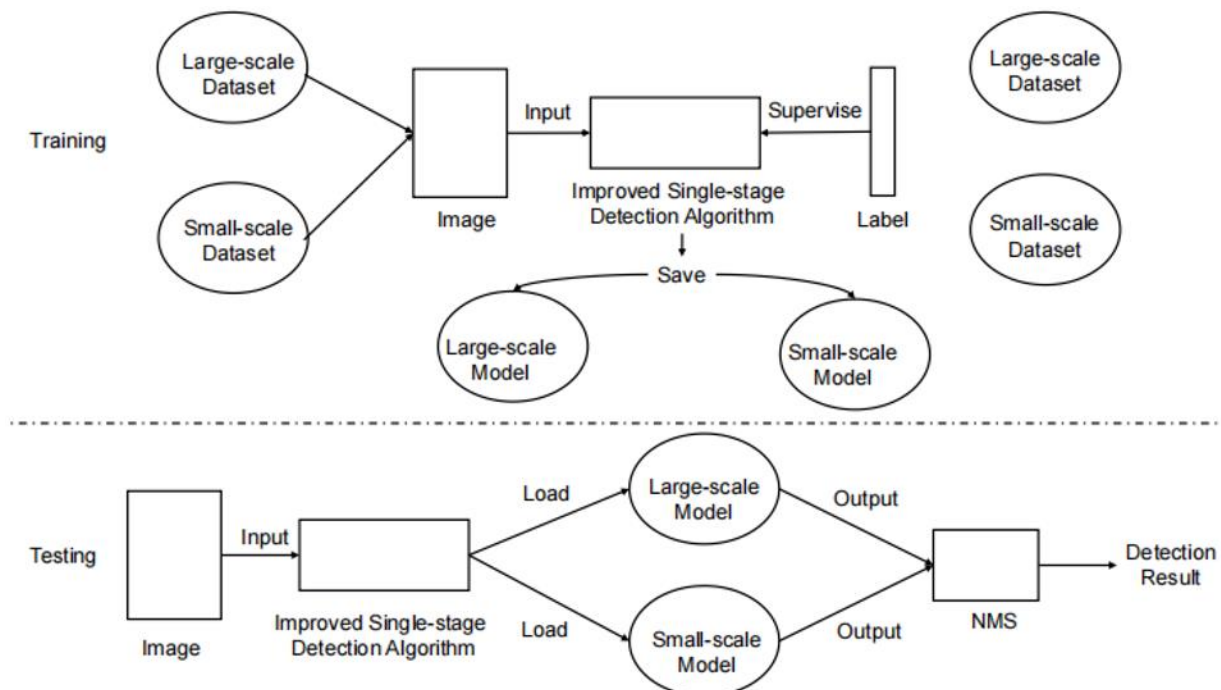 Large-scale
Dataset
Large-scale
Dataset
Training
Input
Supervise
Small-scale
Dataset
Image
Improved Single-stage
Detection Algorithm
Label
Small-scale
Dataset
Save
Large-scale
Model
Small-scale
Model
Testing
Input
Load
Large-scale
Model
Output
Detection
Result
Image
Improved Single-stage
Detection Algorithm
Load
Small-scale
Model
Output
NMS